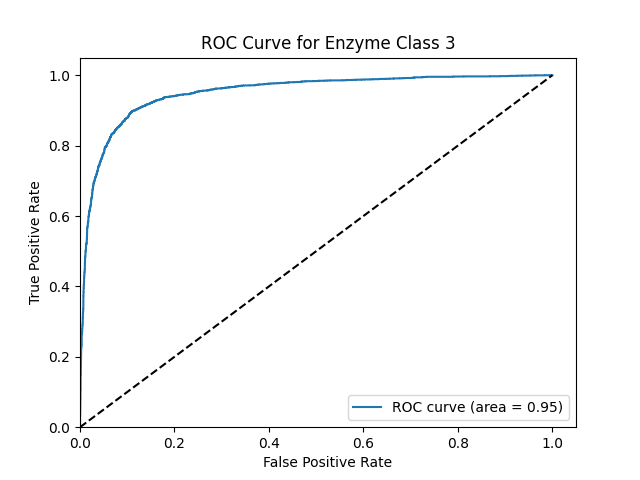 ROC Curve for Enzyme Class 3
True Positive Rate
1.0
0.8
0.6
0.4
0.2
0.0
0.0 0.2 0.4 0.6 0.8 1.0
False Positive Rate
ROC curve (area = 0.95)